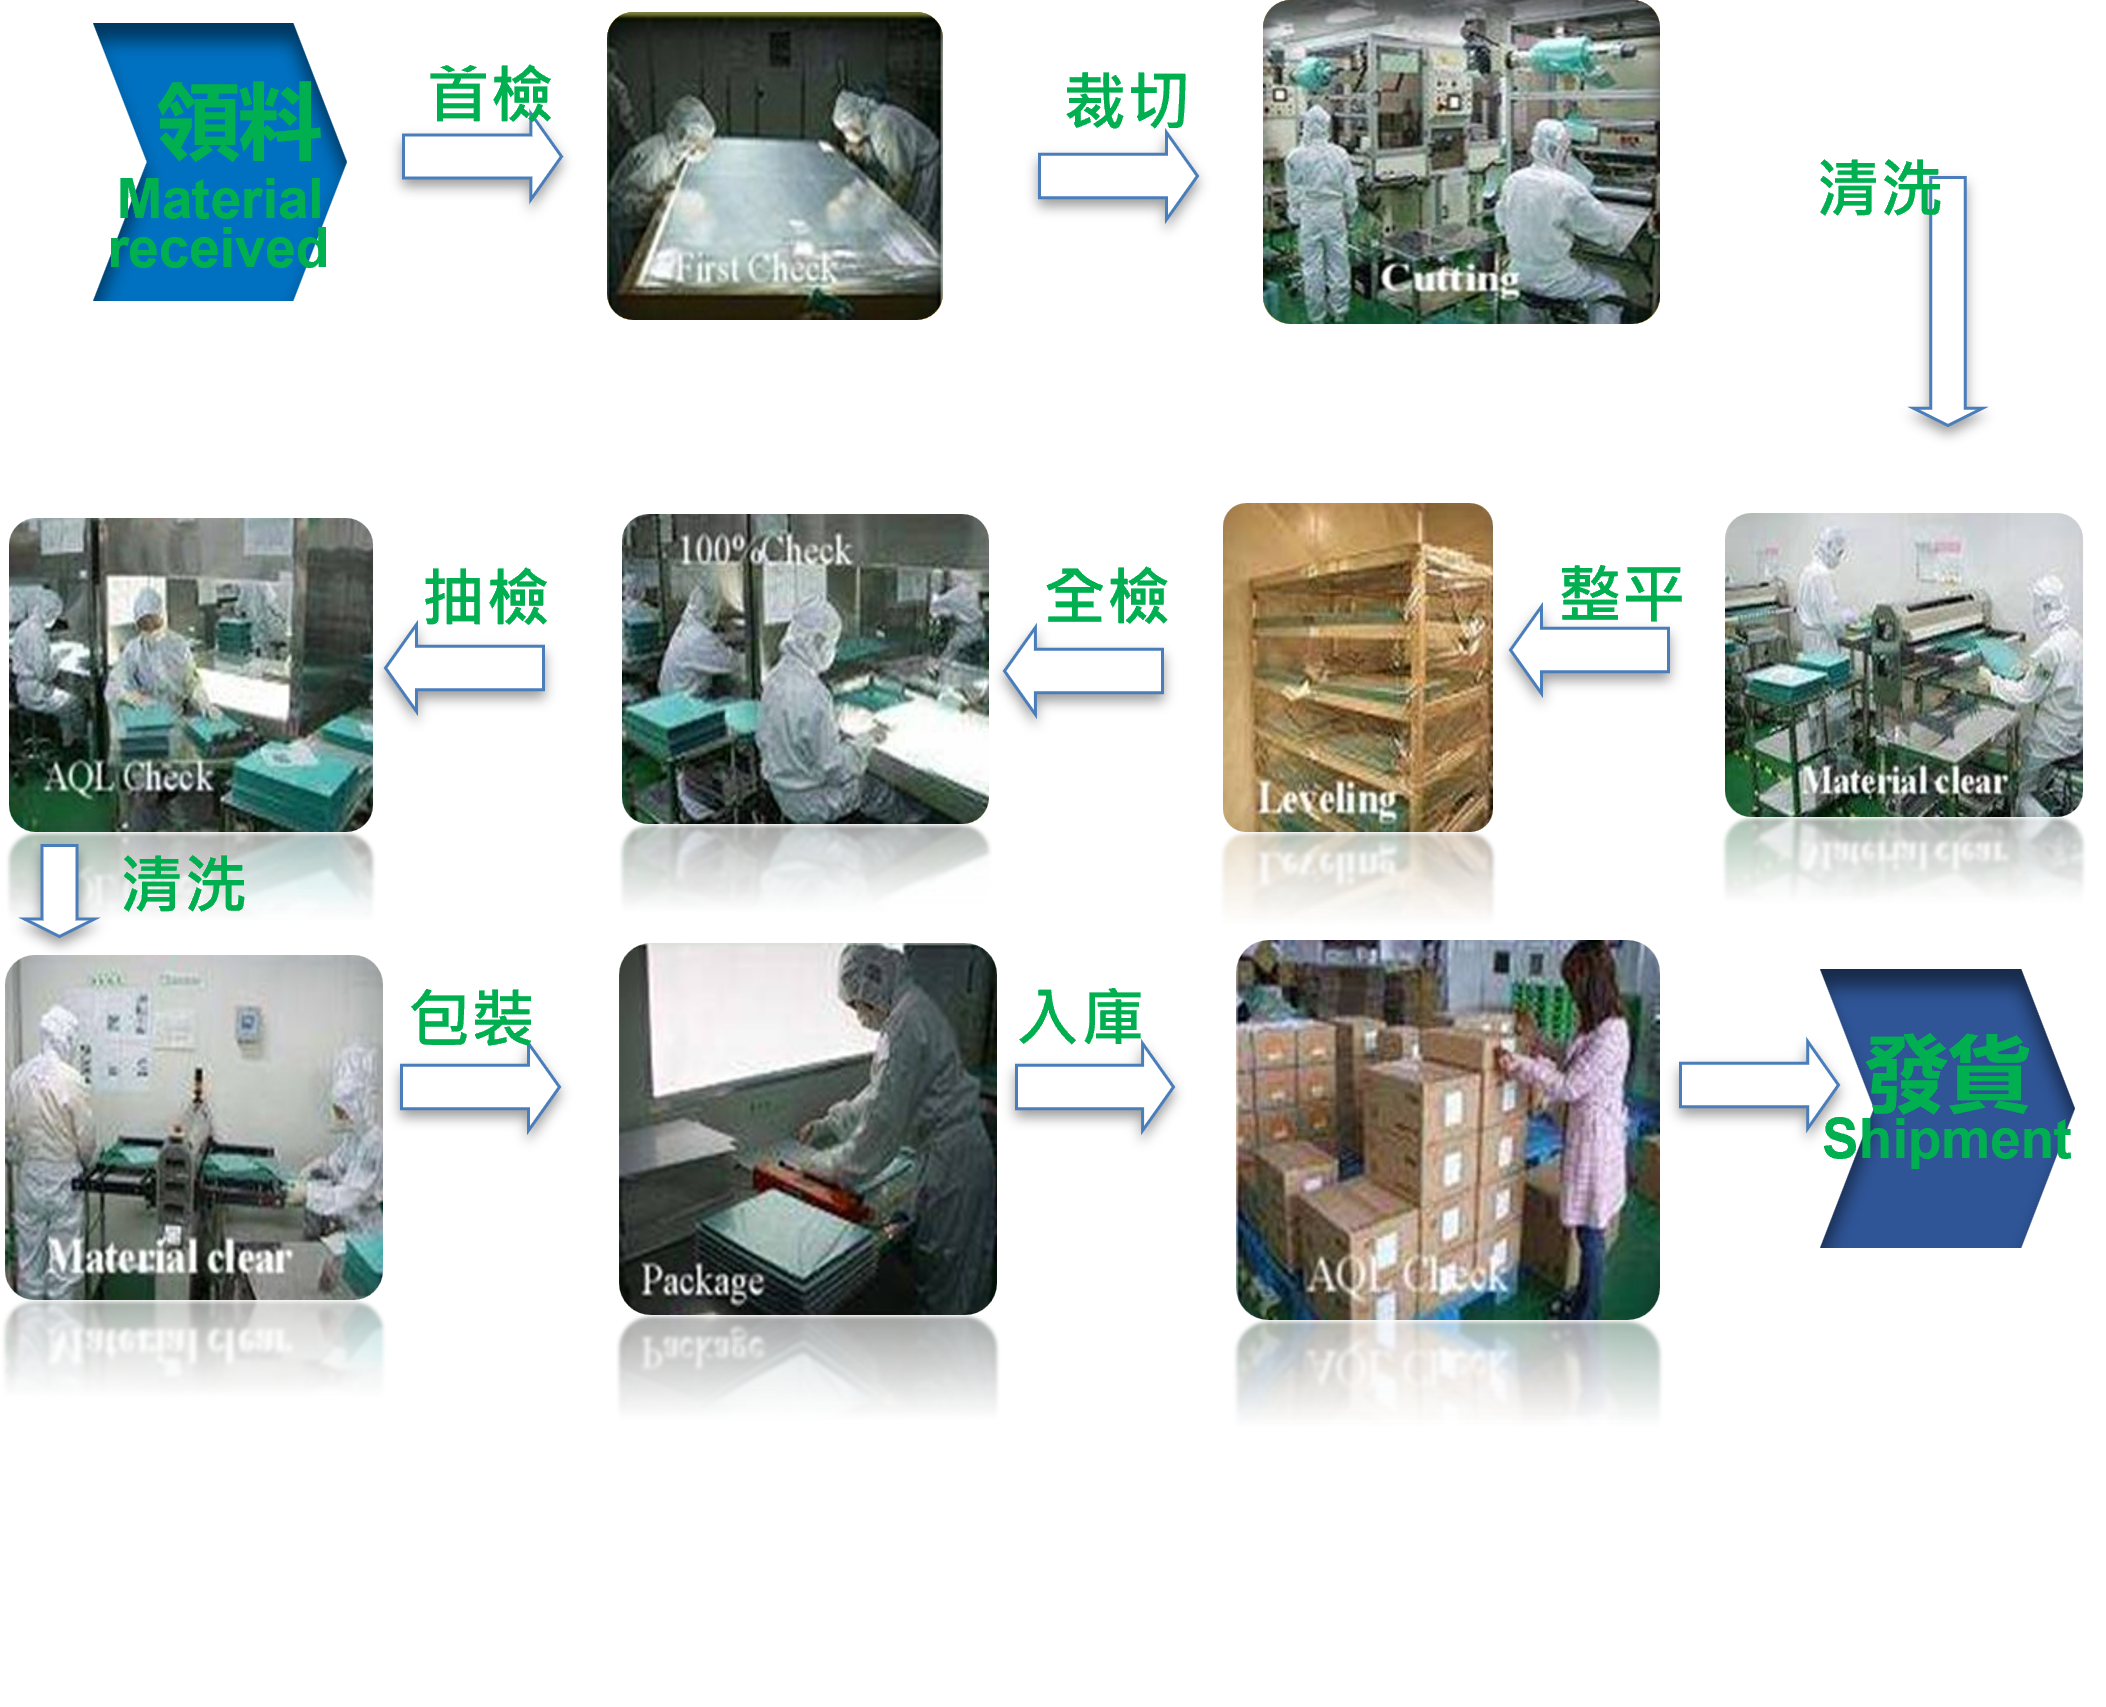 領料
Material
received
首檢
First Check
裁切
Cutting
清洗
Material clear
整平
Leveling
全檢
100%Check
抽檢
AQL Check
清洗
Material clear
包裝
Package
入庫
AQL Check
發貨
Shipment